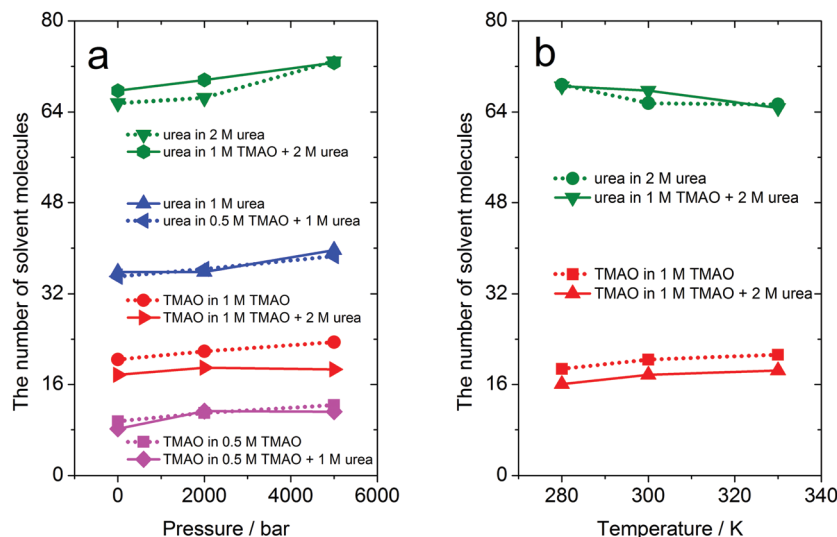 a
The number of solvent molecules
80
64
48
32
16
0
urea in 2 M urea
urea in 1 M TMAO + 2 M urea
urea in 1 M urea
urea in 0.5 M TMAO + 1 M urea
TMAO in 1 M TMAO
TMAO in 1 M TMAO + 2 M urea
TMAO in 0.5 M TMAO
TMAO in 0.5 M TMAO + 1 M urea
0 2000 4000 6000
Pressure / bar
b
The number of solvent molecules
80
64
48
32
16
0
urea in 2 M urea
urea in 1 M TMAO + 2 M urea
TMAO in 1 M TMAO
TMAO in 1 M TMAO + 2 M urea
280 300 320 340
Temperature / K